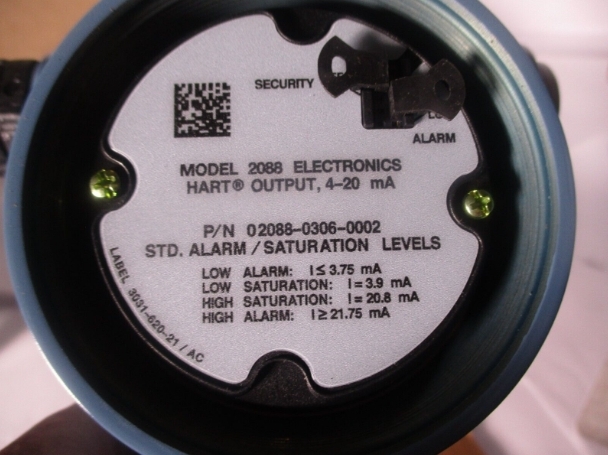 SECURITY
ALARM
MODEL 2088 ELECTRONICS
HART® OUTPUT, 4-20 mA
P/N 02088-0306-0002
STD. ALARM / SATURATION LEVELS
LOW ALARM: I ≤ 3.75 mA
LOW SATURATION: I = 3.9 mA
HIGH SATURATION: I = 20.8 mA
HIGH ALARM: I ≥ 21.75 mA
LABEL 3031-620-21 / AC